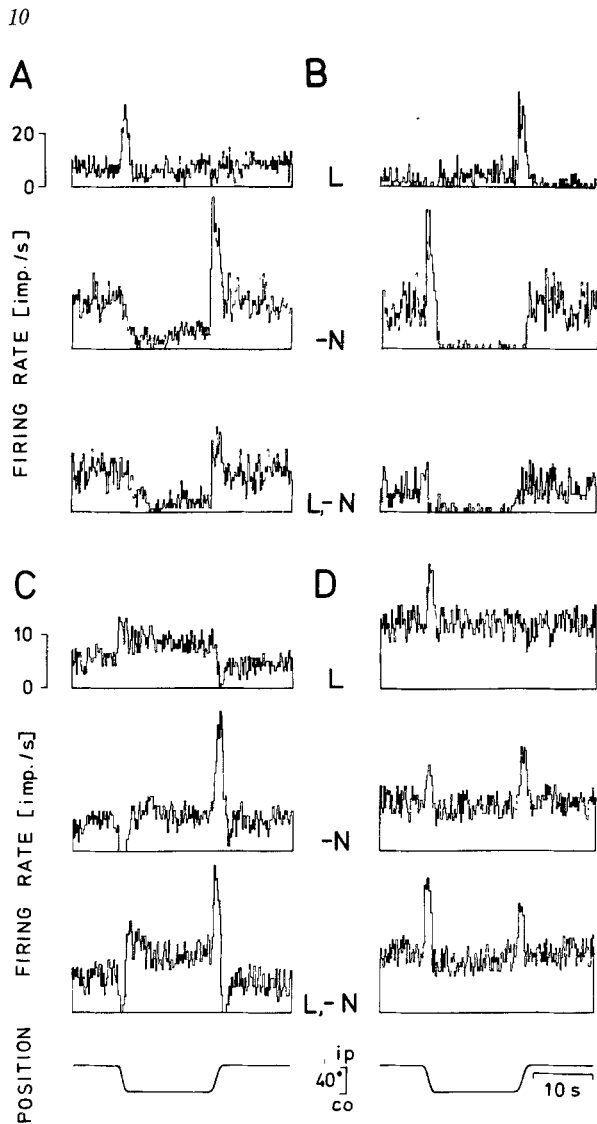 10
A
B
20
0
L
FIRING RATE [imp./s]
-N
L,-N
C
D
10
0
L
FIRING RATE [imp./s]
-N
L,-N
POSITION
ip
40°
co
10 s